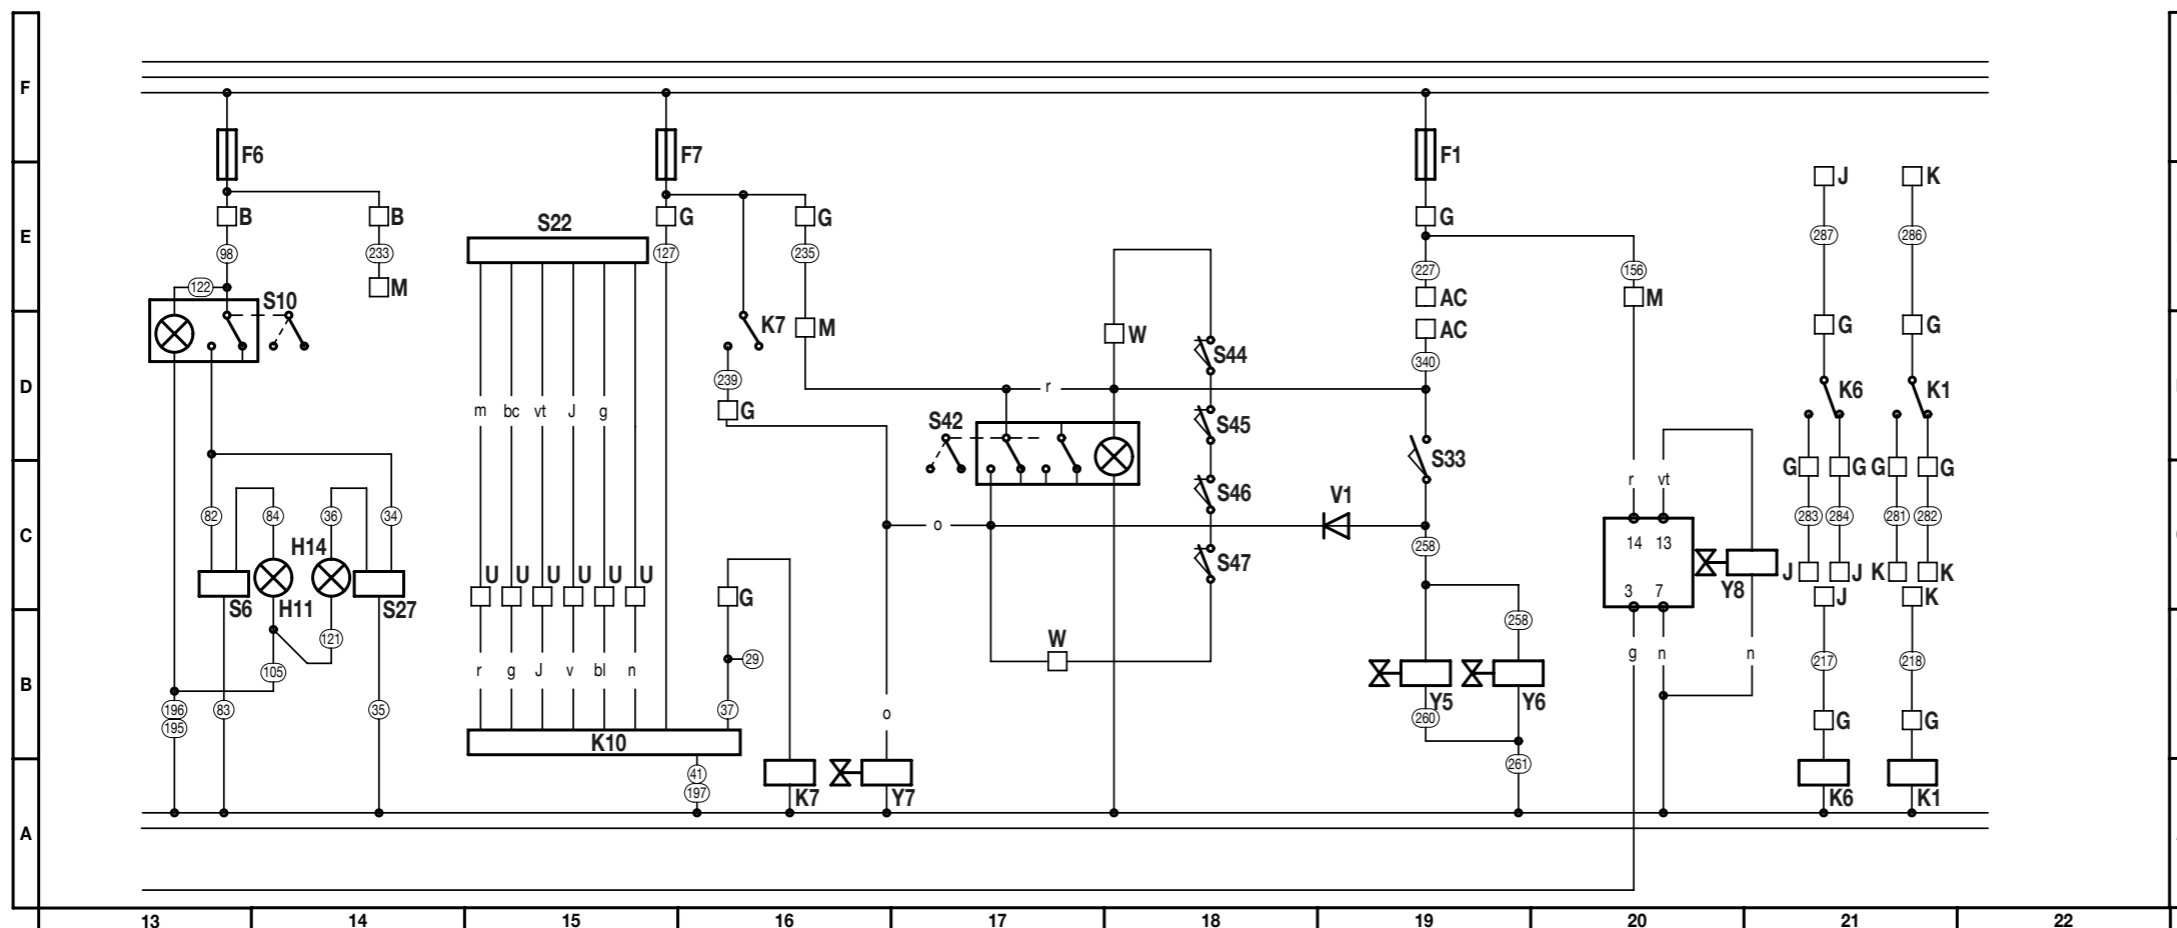 F
F6 F7 F1
J K
B B S22 G G G
E
98 233 127 235 227 156 287 286
122 M S10 AC M
K7 M W AC G G
S44
239 340
D
r
m bc vt J g G S42 S45 K6 K1
S33
G G G G
r vt
S46 V1
82 84 36 34 o 283 284 281 282
C
H14 14 13
258
S47
U U U U U U G J J K K
S6 H11 S27 3 7 Y8 J K
258
121 W
r g J v bl n 29 g n n 217 218
B
105
196 83 35 37 o Y5 Y6
195 260 G G
K10
261
41
197 K7 Y7 K6 K1
A
13 14 15 16 17 18 19 20 21 22